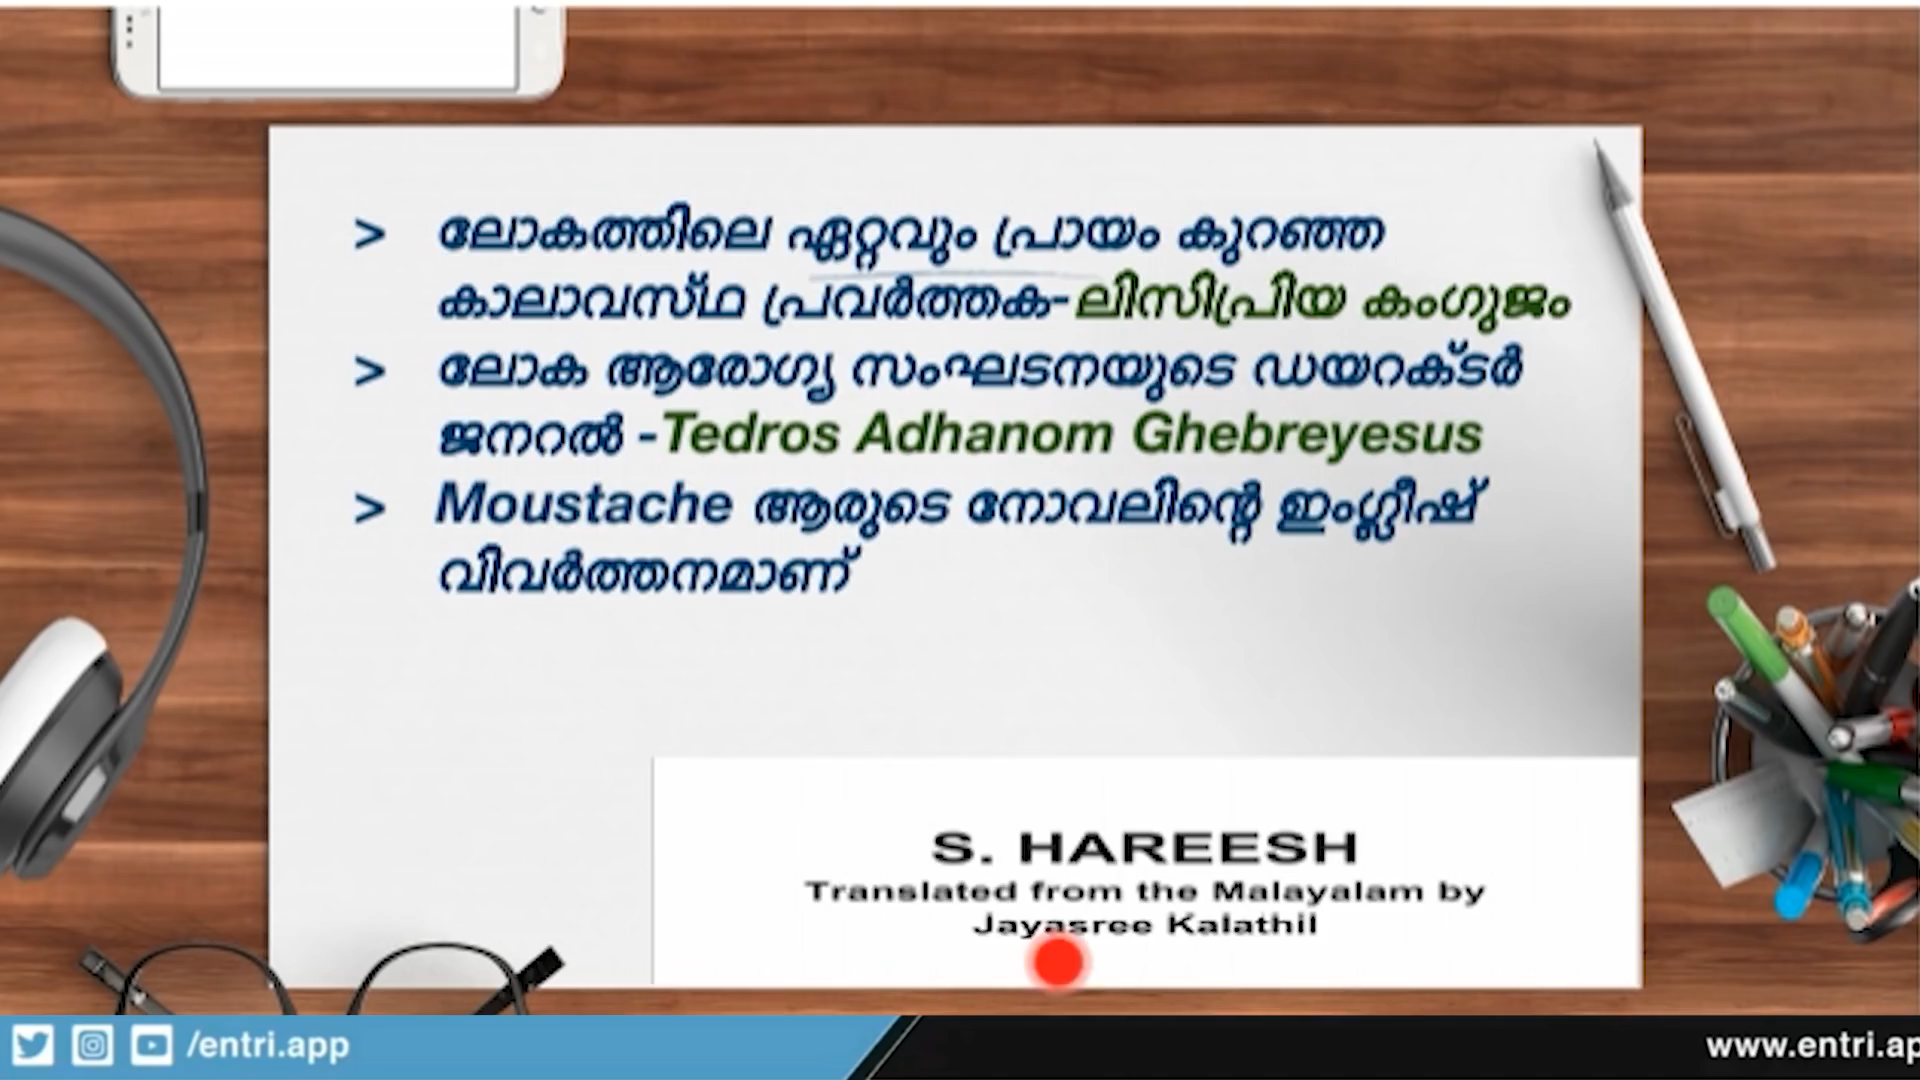 > ലോകത്തിലെ ഏറ്റവും പ്രായം കുറഞ്ഞ
കാലാവസ്ഥ പ്രവർത്തക-ലിസിപ്രിയ കംഗുജം
> ലോക ആരോഗ്യ സംഘടനയുടെ ഡയറക്ടർ
ജനറൽ -Tedros Adhanom Ghebreyesus
> Moustache ആരുടെ നോവലിന്റെ ഇംഗ്ലീഷ്
വിവർത്തനമാണ്
S. HAREESH
Translated from the Malayalam by
Jayasree Kalathil
/entri.app
www.entri.ap